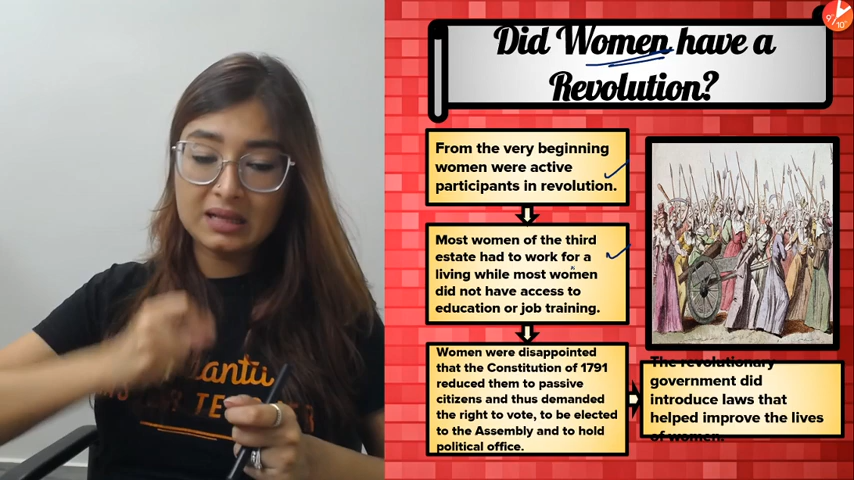 Did Women have a
Revolution?
From the very beginning
women were active
participants in revolution.
Most women of the third
estate had to work for a
living while most women
did not have access to
education or job training.
Women were disappointed
that the Constitution of 1791
reduced them to passive
citizens and thus demanded
the right to vote, to be elected
to the Assembly and to hold
political office.
The revolutionary
government did
introduce laws that
helped improve the lives
of women.